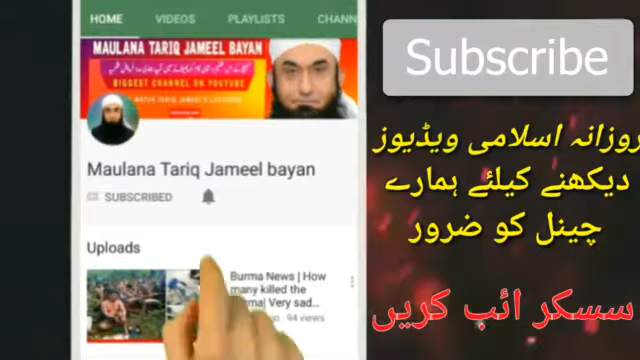 HOME VIDEOS PLAYLISTS CHANN
MAULANA TARIQ JAMEEL BAYAN
BIGGEST CHANNEL ON YOUTUBE
Maulana Tariq Jameel bayan
SUBSCRIBED
Uploads
Burma News | How
many killed the
Very sad...
94 views
Subscribe
روزانہ اسلامی ویڈیوز
دیکھنے کیلئے ہمارے
چینل کو ضرور
سسکر ائب کریں